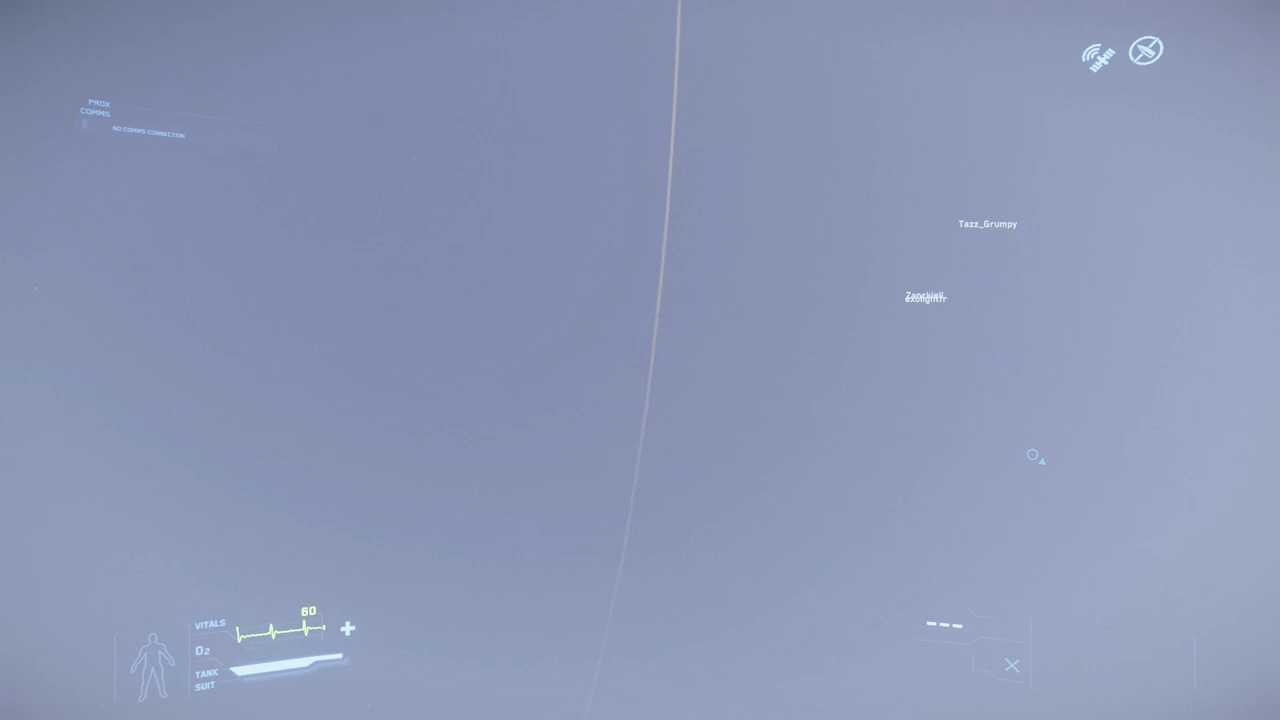 PROX
COMMS
NO COMMS CONNECTION
Tazz_Grumpy
60
VITALS
O2
TANK
SUIT